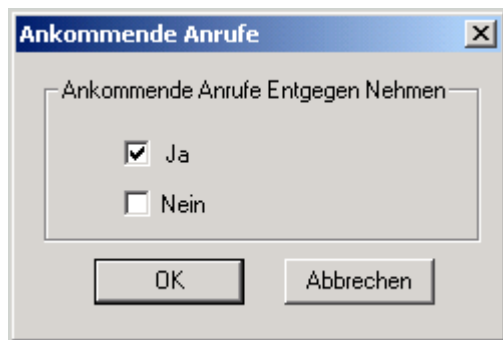 Ankommende Anrufe
Ankommende Anrufe Entgegen Nehmen
Ja
Nein
OK Abbrechen